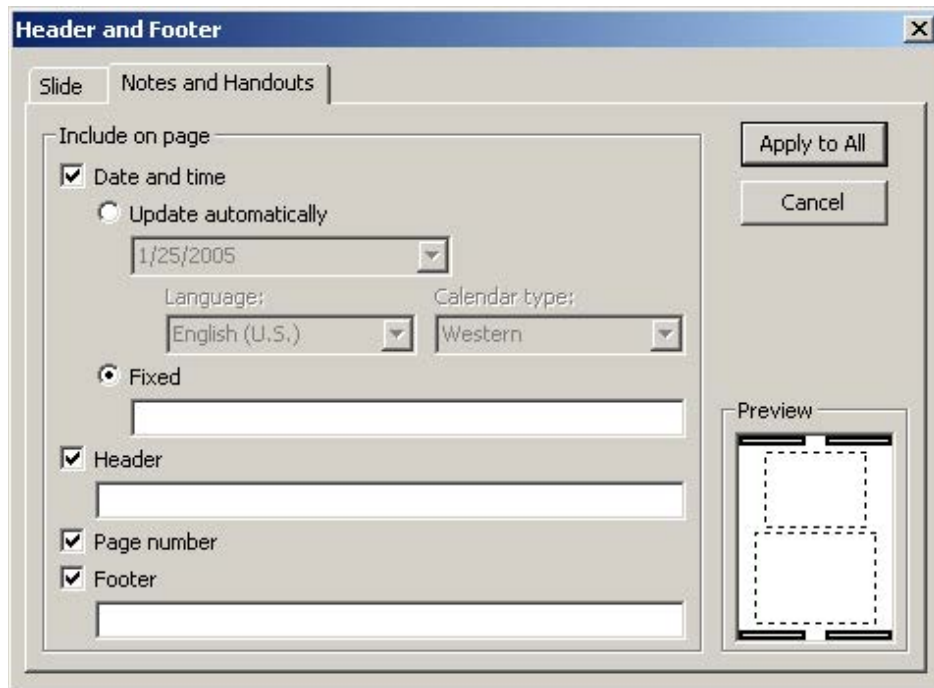 Header and Footer
Slide
Notes and Handouts
Include on page
Date and time
Update automatically
1/25/2005
Language:
Calendar type:
English (U.S.)
Western
Fixed
Header
Page number
Footer
Apply to All
Cancel
Preview